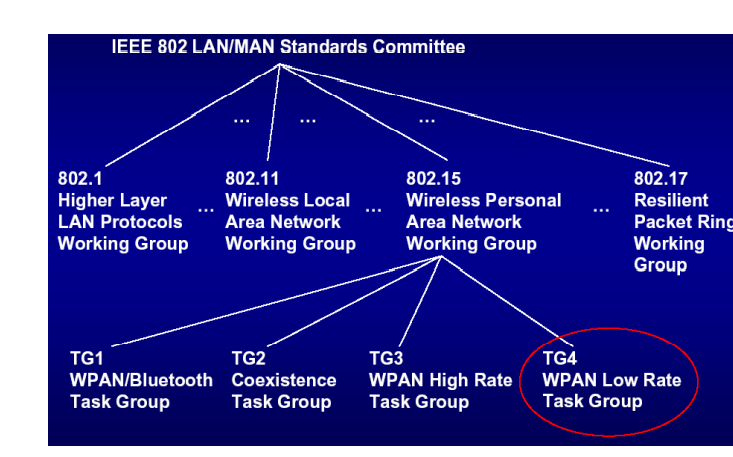 IEEE 802 LAN/MAN Standards Committee
... ... ...
802.1
Higher Layer
LAN Protocols
Working Group
...
802.11
Wireless Local
Area Network
Working Group
...
802.15
Wireless Personal
Area Network
Working Group
...
802.17
Resilient
Packet Ring
Working
Group
TG1
WPAN/Bluetooth
Task Group
TG2
Coexistence
Task Group
TG3
WPAN High Rate
Task Group
TG4
WPAN Low Rate
Task Group